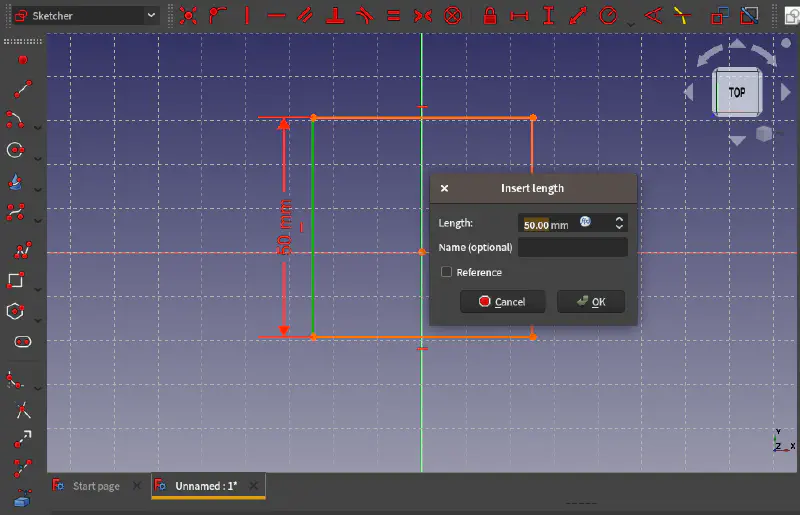 Sketcher
TOP
50 mm
Insert length
Length:
50.00 mm
Name (optional)
Reference
Cancel
OK
Y
Z X
Start page
Unnamed : 1*